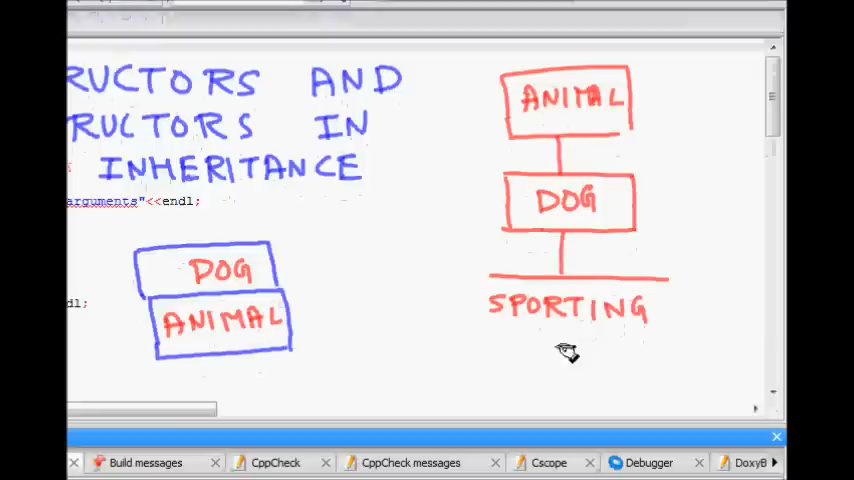 RUCTORS AND
RUCTORS IN
INHERITANCE
arguments"<<endl;
DOG
ANIMAL
dl;
ANIMAL
DOG
SPORTING
Build messages
CppCheck
CppCheck messages
Cscope
Debugger
DoxyB